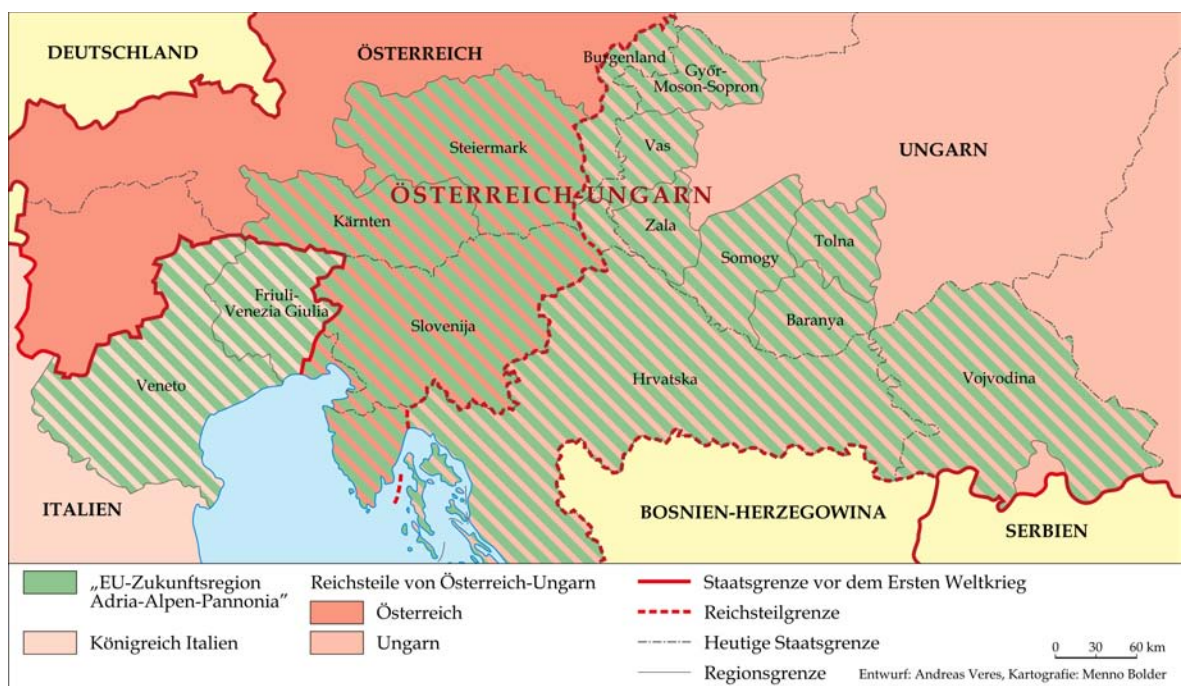 DEUTSCHLAND
ÖSTERREICH
Burgenland
Győr-
Moson-Sopron
Steiermark
Vas
UNGARN
ÖSTERREICH-UNGARN
Kärnten
Zala
Tolna
Somogy
Friuli-
Venezia Giulia
Slovenija
Baranya
Veneto
Hrvatska
Vojvodina
ITALIEN
BOSNIEN-HERZEGOWINA
SERBIEN
„EU-Zukunftsregion
Adria-Alpen-Pannonia”
Königreich Italien
Reichsteile von Österreich-Ungarn
Österreich
Ungarn
Staatsgrenze vor dem Ersten Weltkrieg
Reichsteilgrenze
Heutige Staatsgrenze
Regionsgrenze
0 30 60 km
Entwurf: Andreas Veres, Kartografie: Menno Bolder